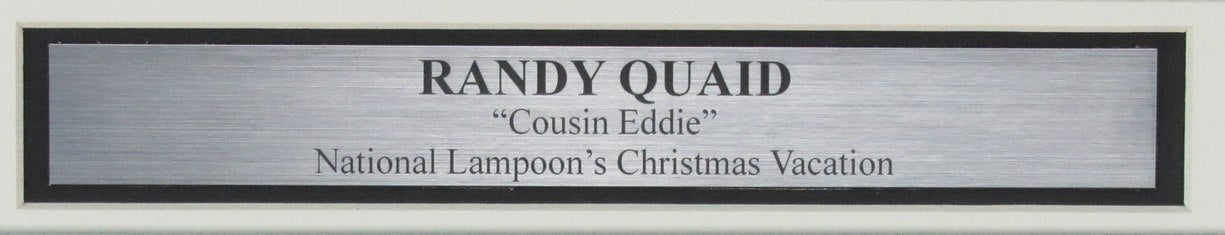 RANDY QUAID
“Cousin Eddie”
National Lampoon’s Christmas Vacation